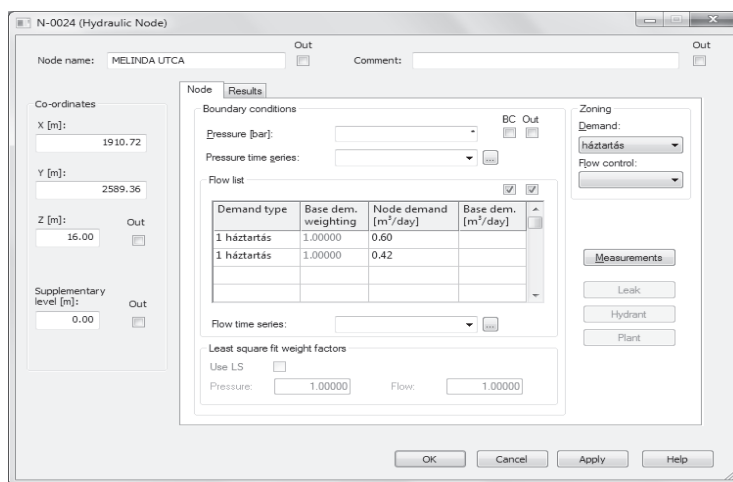 N-0024 (Hydraulic Node)
Out
Out
Node name: MELINDA UTCA
Comment:
Node Results
Co-ordinates
X [m]:
1910.72
Y [m]:
2589.36
Z [m]: Out
16.00
Supplementary
level [m]: Out
0.00
Boundary conditions
BC Out
Pressure [bar]:
Pressure time series: ...
Flow list
Demand type Base dem. weighting Node demand [m³/day] Base dem. [m³/day]
1 háztartás 1.00000 0.60
1 háztartás 1.00000 0.42
Flow time series: ...
Least square fit weight factors
Use LS
Pressure: 1.00000 Flow: 1.00000
Zoning
Demand:
háztartás
Flow control:
Measurements
Leak
Hydrant
Plant
OK Cancel Apply Help